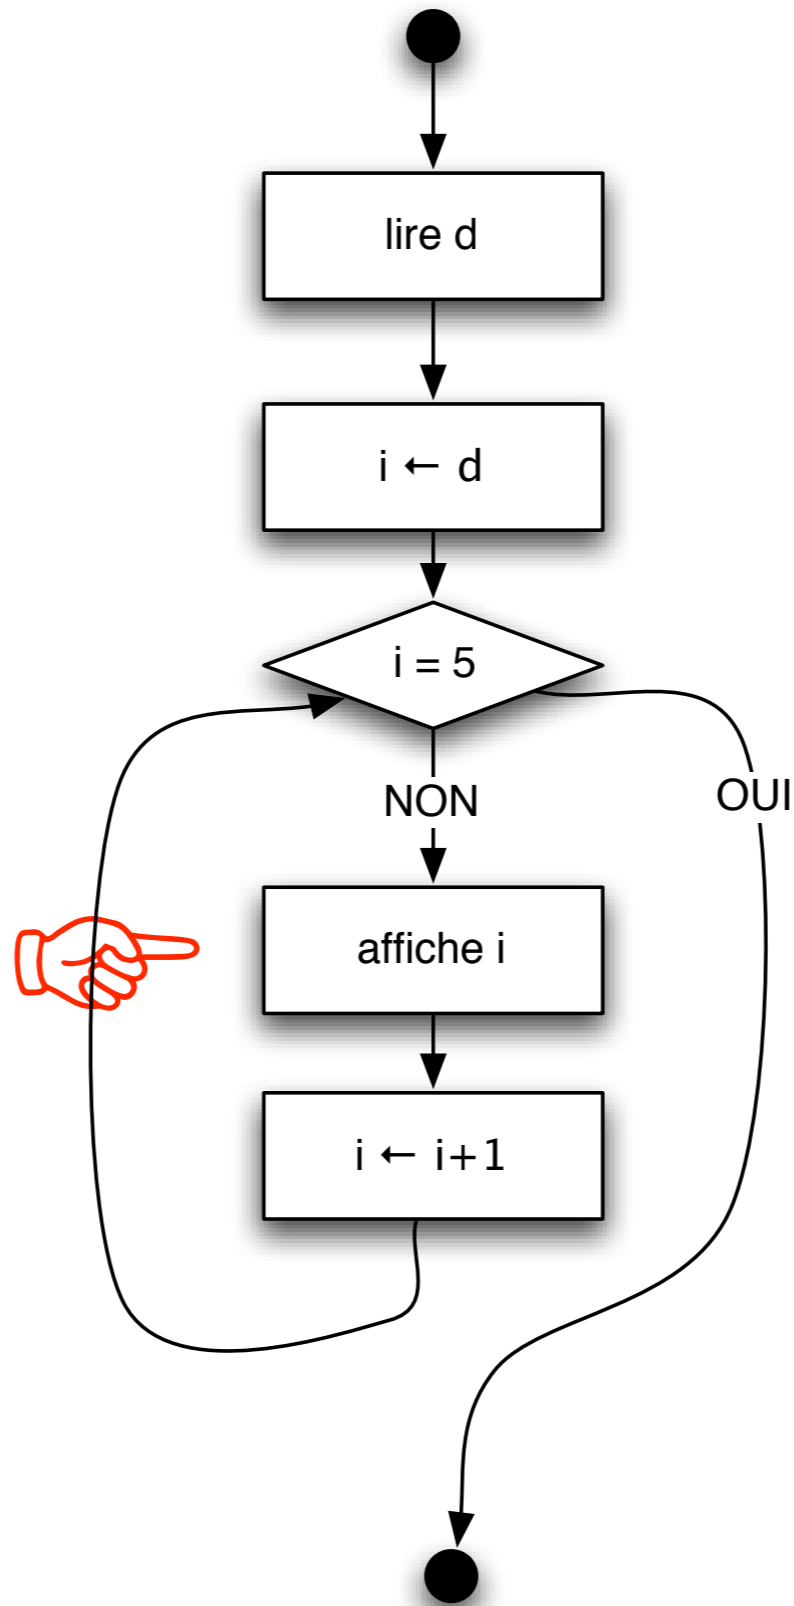 lire d
i ← d
i = 5
NON
OUI
affiche i
i ← i+1